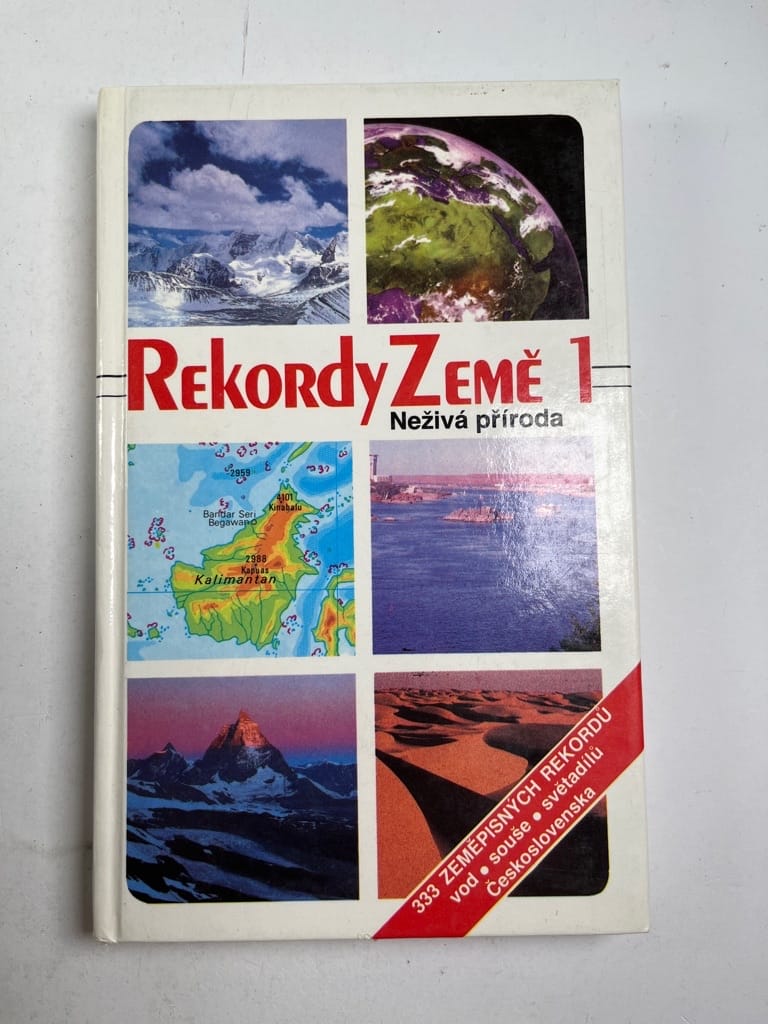 Rekordy Země 1
Neživá příroda
2959
4101
Kinabalu
Bandar Seri
Begawan
2988
Kapuas
Kalimantan
333 ZEMĚPISNÝCH REKORDŮ
vod • souše • světadílů
Československa